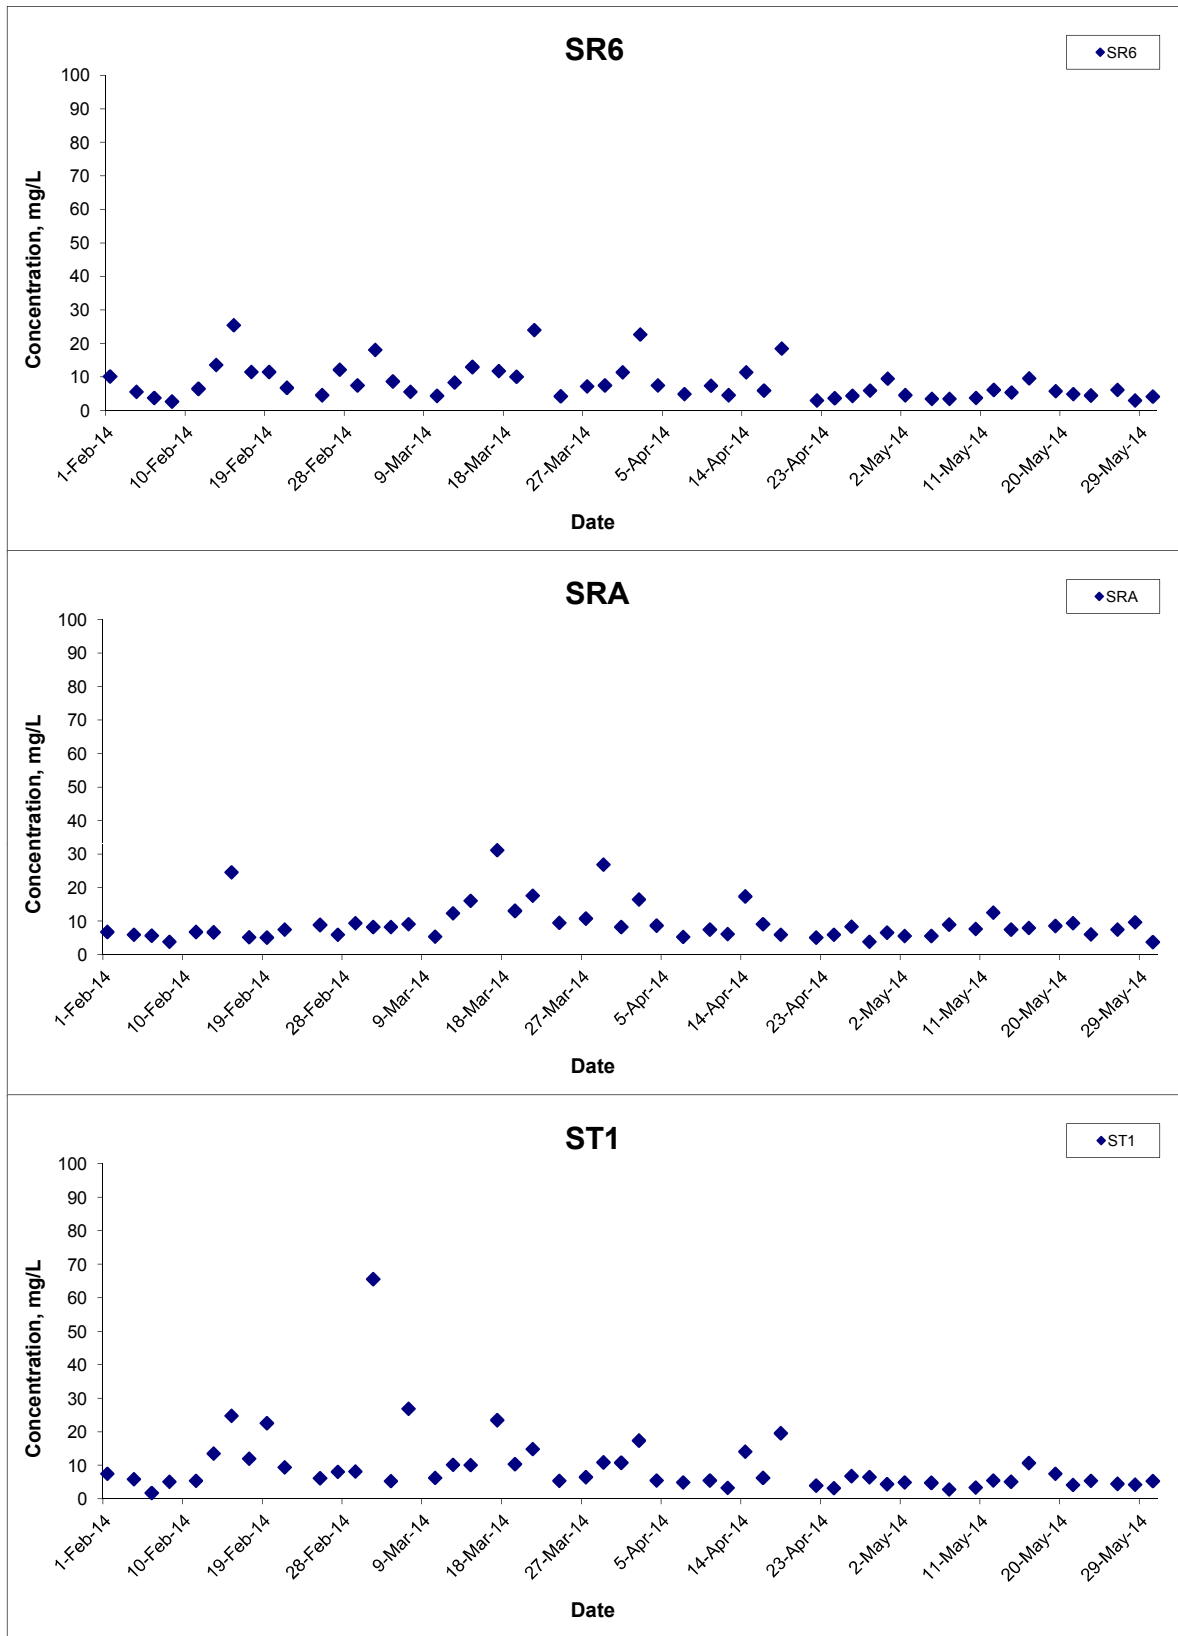 SR6
SR6
100
90
80
70
60
50
40
30
20
10
0
Concentration, mg/L
1-Feb-14
10-Feb-14
19-Feb-14
28-Feb-14
9-Mar-14
18-Mar-14
27-Mar-14
5-Apr-14
14-Apr-14
23-Apr-14
2-May-14
11-May-14
20-May-14
29-May-14
Date
SRA
SRA
100
90
80
70
60
50
40
30
20
10
0
Concentration, mg/L
1-Feb-14
10-Feb-14
19-Feb-14
28-Feb-14
9-Mar-14
18-Mar-14
27-Mar-14
5-Apr-14
14-Apr-14
23-Apr-14
2-May-14
11-May-14
20-May-14
29-May-14
Date
ST1
ST1
100
90
80
70
60
50
40
30
20
10
0
Concentration, mg/L
1-Feb-14
10-Feb-14
19-Feb-14
28-Feb-14
9-Mar-14
18-Mar-14
27-Mar-14
5-Apr-14
14-Apr-14
23-Apr-14
2-May-14
11-May-14
20-May-14
29-May-14
Date